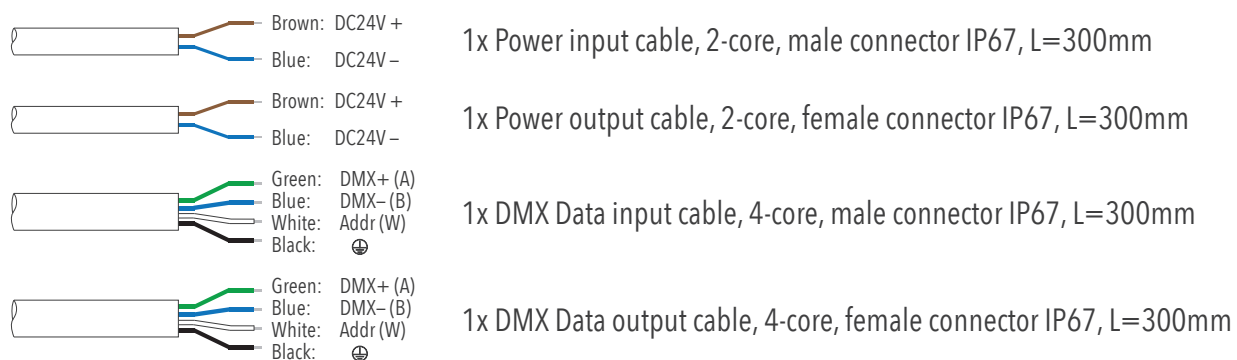 Brown: DC24V +
Blue: DC24V –
1x Power input cable, 2-core, male connector IP67, L=300mm
Brown: DC24V +
Blue: DC24V –
1x Power output cable, 2-core, female connector IP67, L=300mm
Green: DMX+ (A)
Blue: DMX– (B)
White: Addr (W)
Black:
1x DMX Data input cable, 4-core, male connector IP67, L=300mm
Green: DMX+ (A)
Blue: DMX– (B)
White: Addr (W)
Black:
1x DMX Data output cable, 4-core, female connector IP67, L=300mm